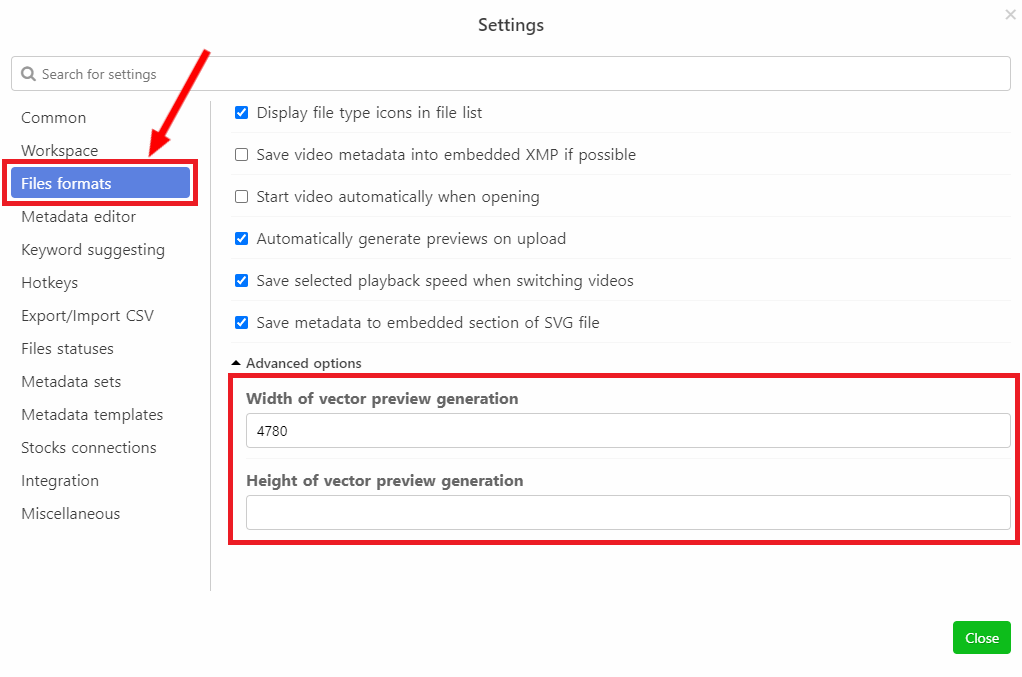 Settings
Search for settings
Common
Workspace
Files formats
Metadata editor
Keyword suggesting
Hotkeys
Export/Import CSV
Files statuses
Metadata sets
Metadata templates
Stocks connections
Integration
Miscellaneous
Display file type icons in file list
Save video metadata into embedded XMP if possible
Start video automatically when opening
Automatically generate previews on upload
Save selected playback speed when switching videos
Save metadata to embedded section of SVG file
Advanced options
Width of vector preview generation
4780
Height of vector preview generation
Close